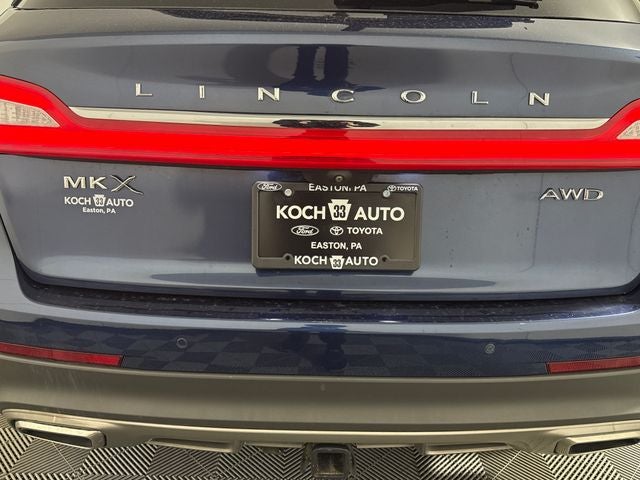 LINCOLN
MKX
KOCH 33 AUTO
Easton, PA
AWD
Ford EASTON, PA TOYOTA
KOCH 33 AUTO
Ford TOYOTA
EASTON, PA
KOCH 33 AUTO